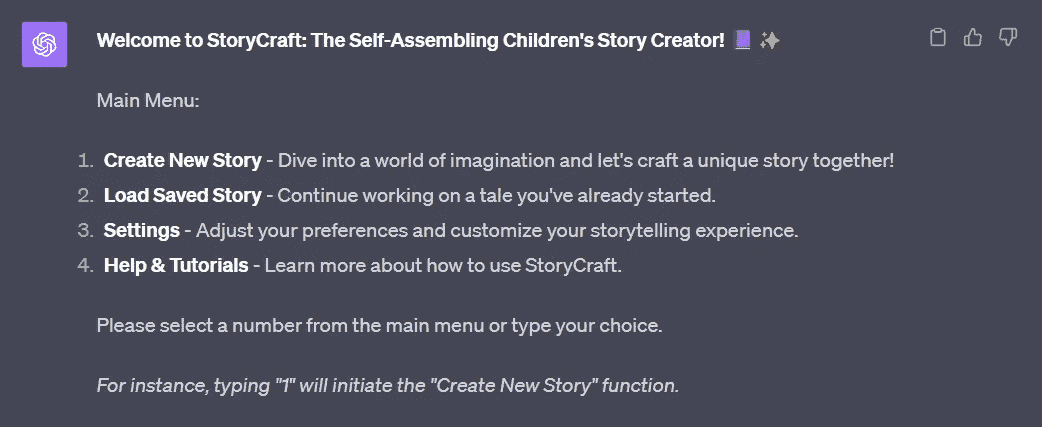 Welcome to StoryCraft: The Self-Assembling Children's Story Creator!
Main Menu:
1. Create New Story - Dive into a world of imagination and let's craft a unique story together!
2. Load Saved Story - Continue working on a tale you've already started.
3. Settings - Adjust your preferences and customize your storytelling experience.
4. Help & Tutorials - Learn more about how to use StoryCraft.
Please select a number from the main menu or type your choice.
For instance, typing "1" will initiate the "Create New Story" function.